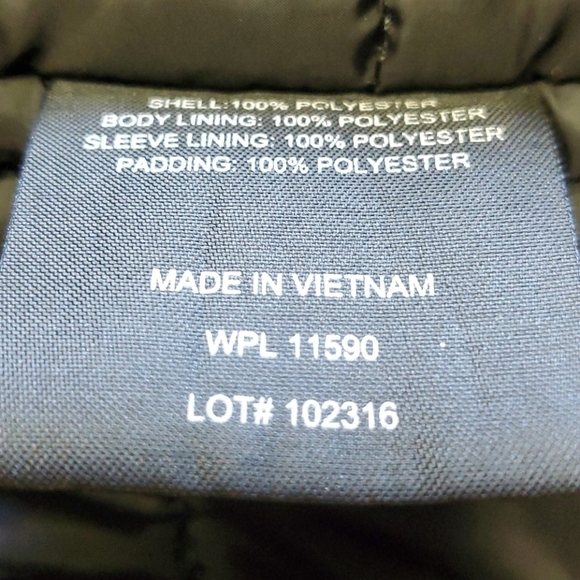 SHELL: 100% POLYESTER
BODY LINING: 100% POLYESTER
SLEEVE LINING: 100% POLYESTER
PADDING: 100% POLYESTER
MADE IN VIETNAM
WPL 11590
LOT# 102316